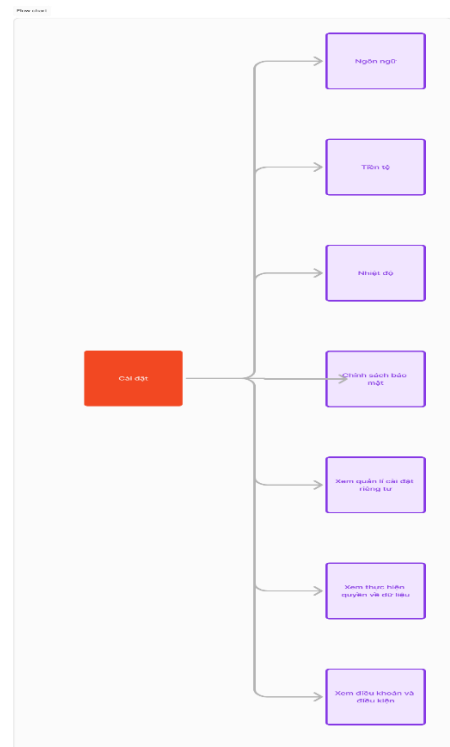 Flow chart
Ngôn ngữ
Tiền tệ
Nhiệt độ
Cài đặt
Chính sách bảo
mật
Xem quản lí cài đặt
riêng tư
Xem thực hiện
quyền về dữ liệu
Xem điều khoản và
điều kiện